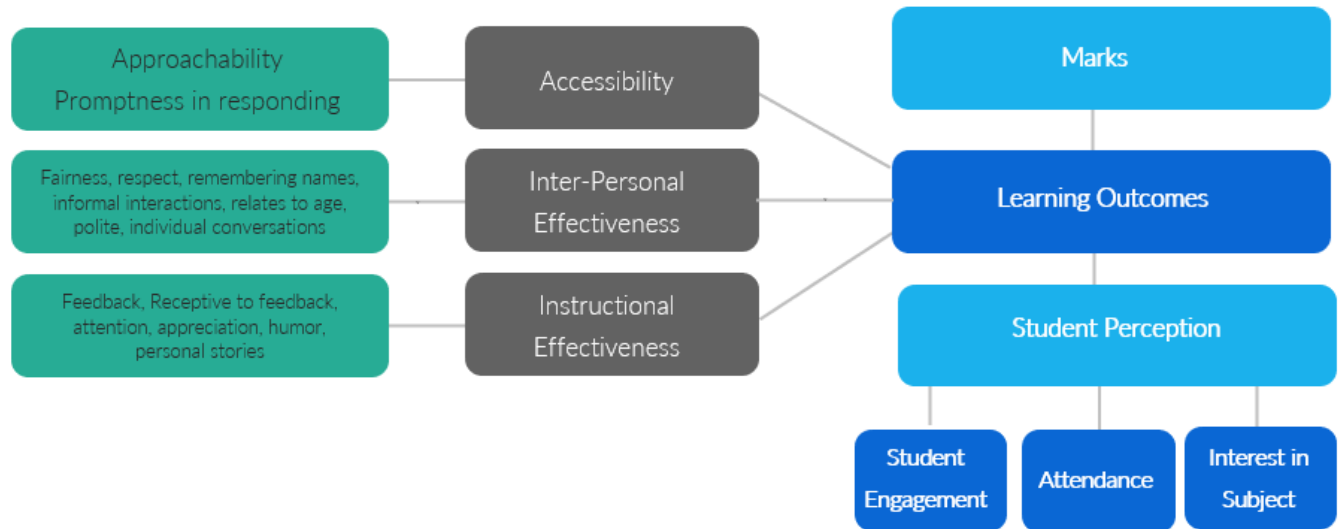 Approachability
Promptness in responding
Accessibility
Marks
Fairness, respect, remembering names,
informal interactions, relates to age,
polite, individual conversations
Inter-Personal
Effectiveness
Learning Outcomes
Feedback, Receptive to feedback,
attention, appreciation, humor,
personal stories
Instructional
Effectiveness
Student Perception
Student
Engagement
Attendance
Interest in
Subject